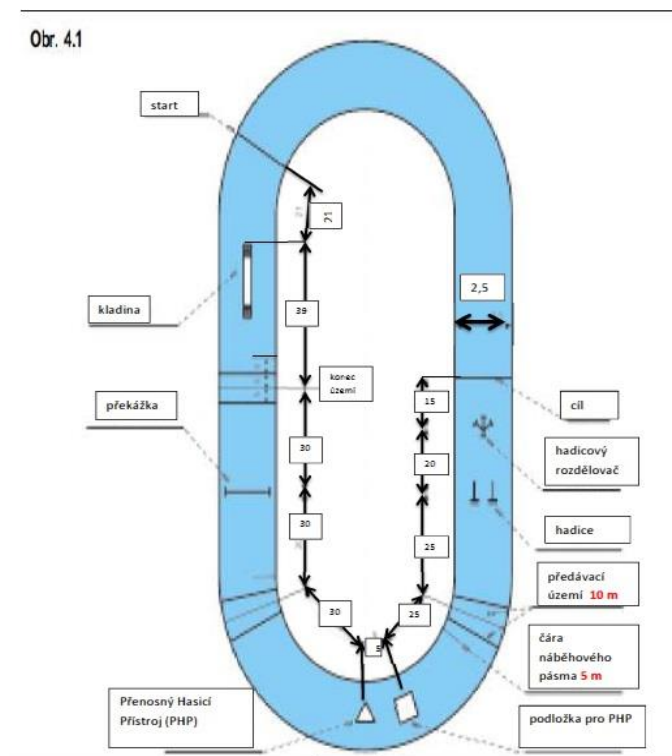 Obr. 4.1
start
21
2,5
kladina
39
konec
území
překážka
15
cíl
30
20
hadicový
rozdělovač
30
25
hadice
předávací
území 10 m
30
25
5
čára
náběhového
pásma 5 m
Přenosný Hasicí
Přístroj (PHP)
podložka pro PHP